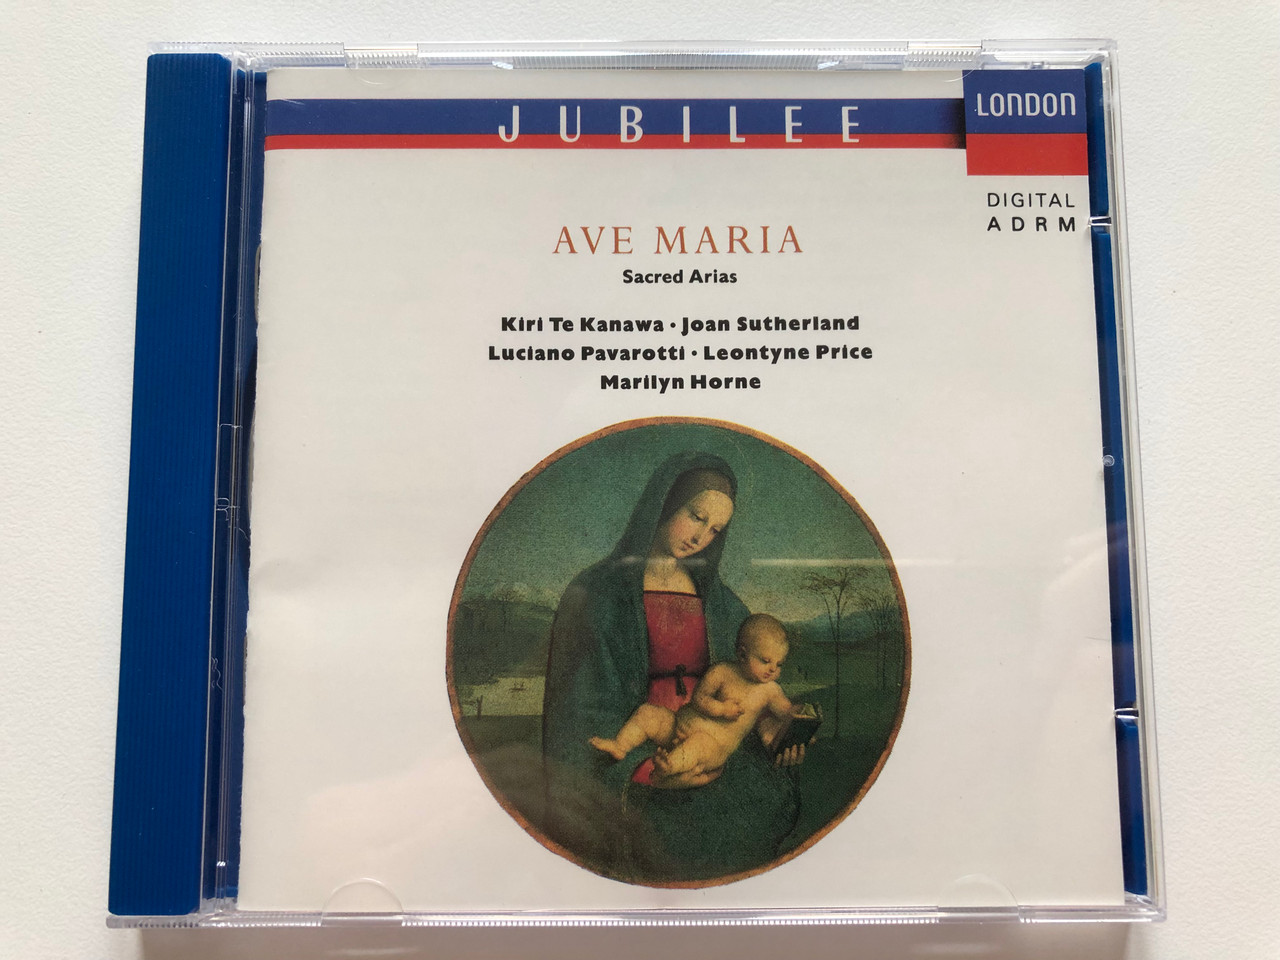 JUBILEE
LONDON
DIGITAL
ADRM
AVE MARIA
Sacred Arias
Kiri Te Kanawa · Joan Sutherland
Luciano Pavarotti · Leontyne Price
Marilyn Horne